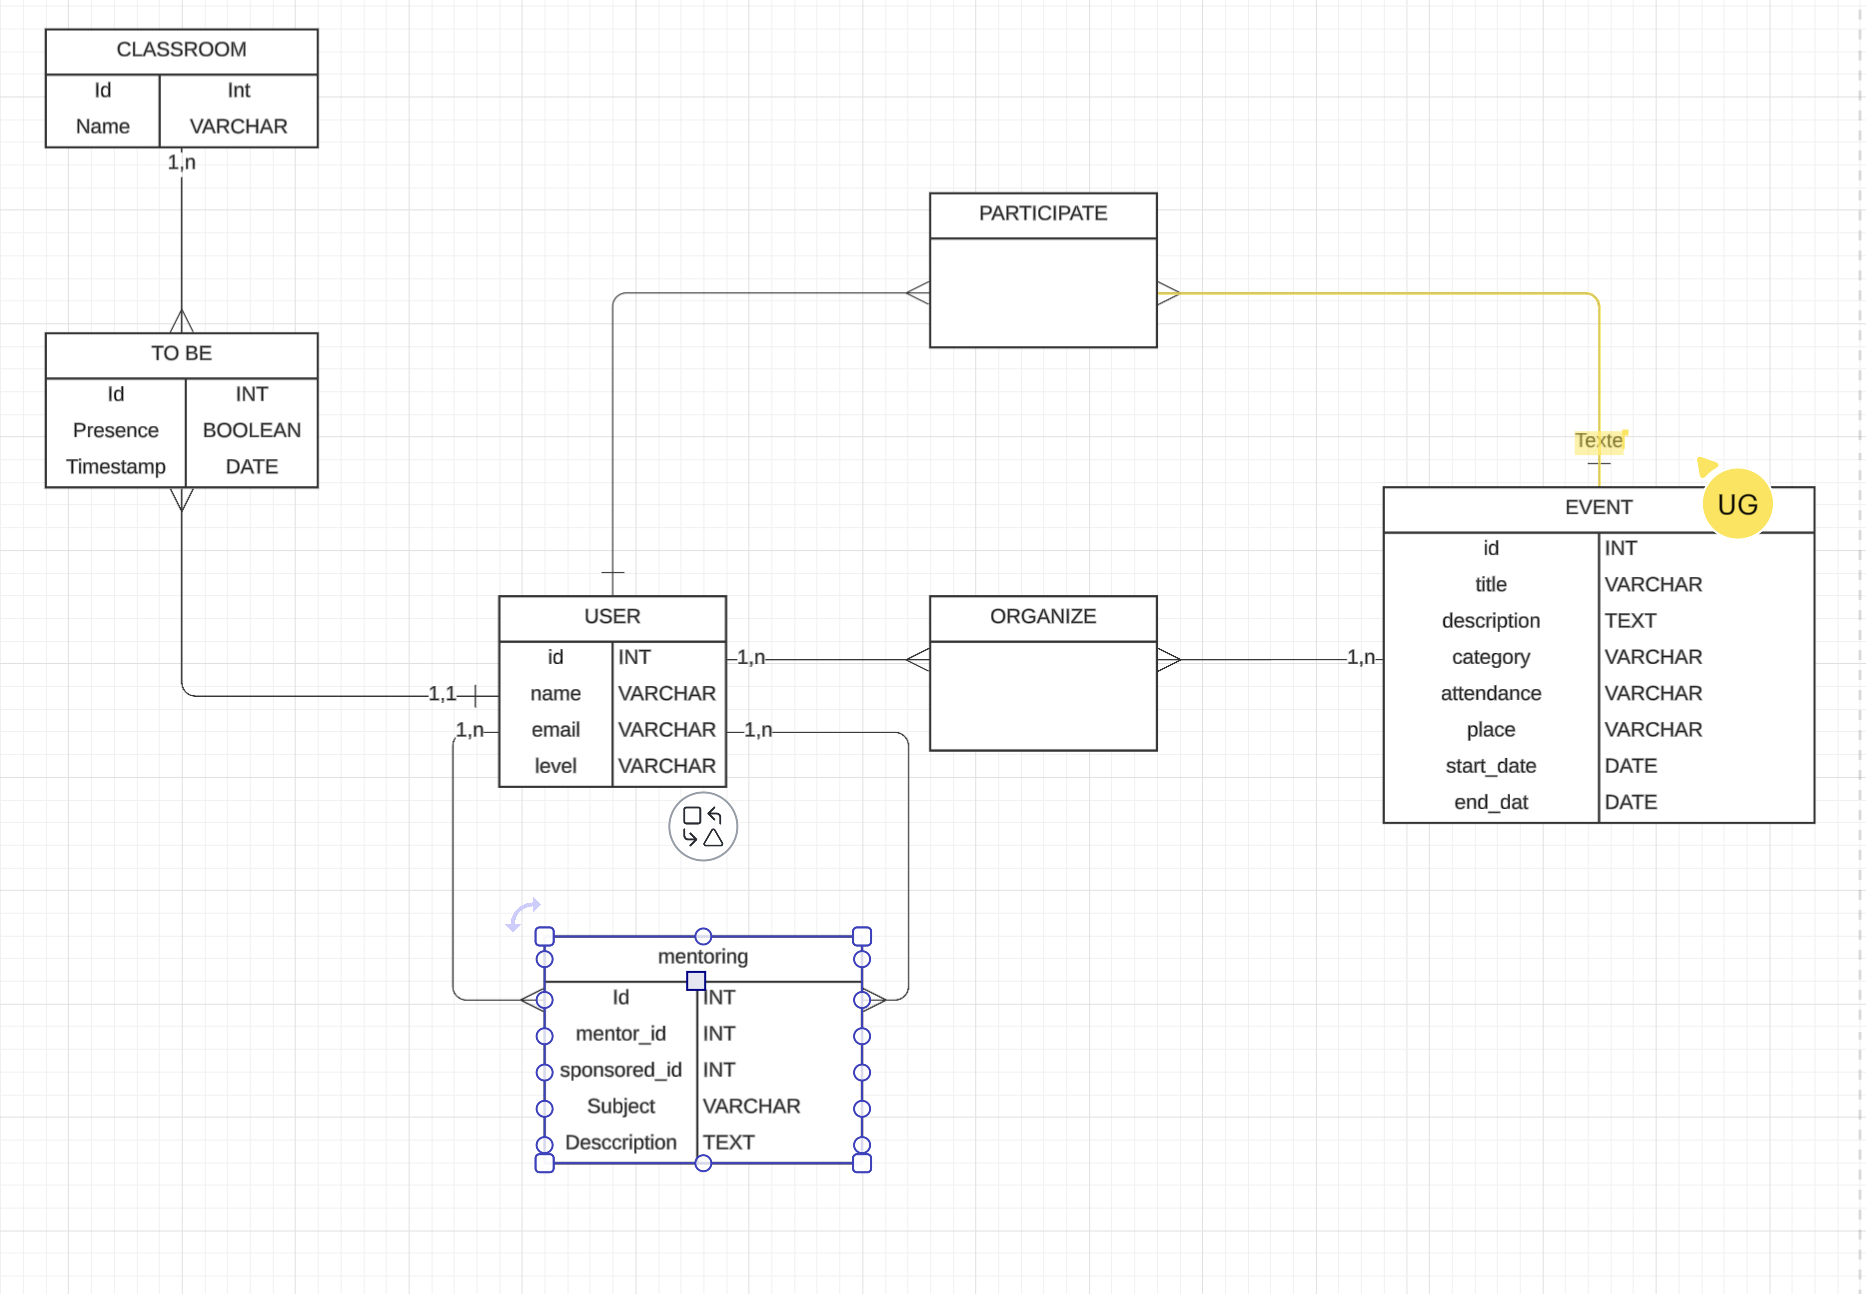 CLASSROOM
Id Int
Name VARCHAR
1,n
PARTICIPATE
TO BE
Id INT
Presence BOOLEAN
Timestamp DATE
Texte
UG
EVENT
id INT
title VARCHAR
description TEXT
category VARCHAR
attendance VARCHAR
place VARCHAR
start_date DATE
end_dat DATE
USER
id INT
name VARCHAR
email VARCHAR
level VARCHAR
1,n
ORGANIZE
1,n
1,1
1,n
1,n
mentoring
Id INT
mentor_id INT
sponsored_id INT
Subject VARCHAR
Desccription TEXT